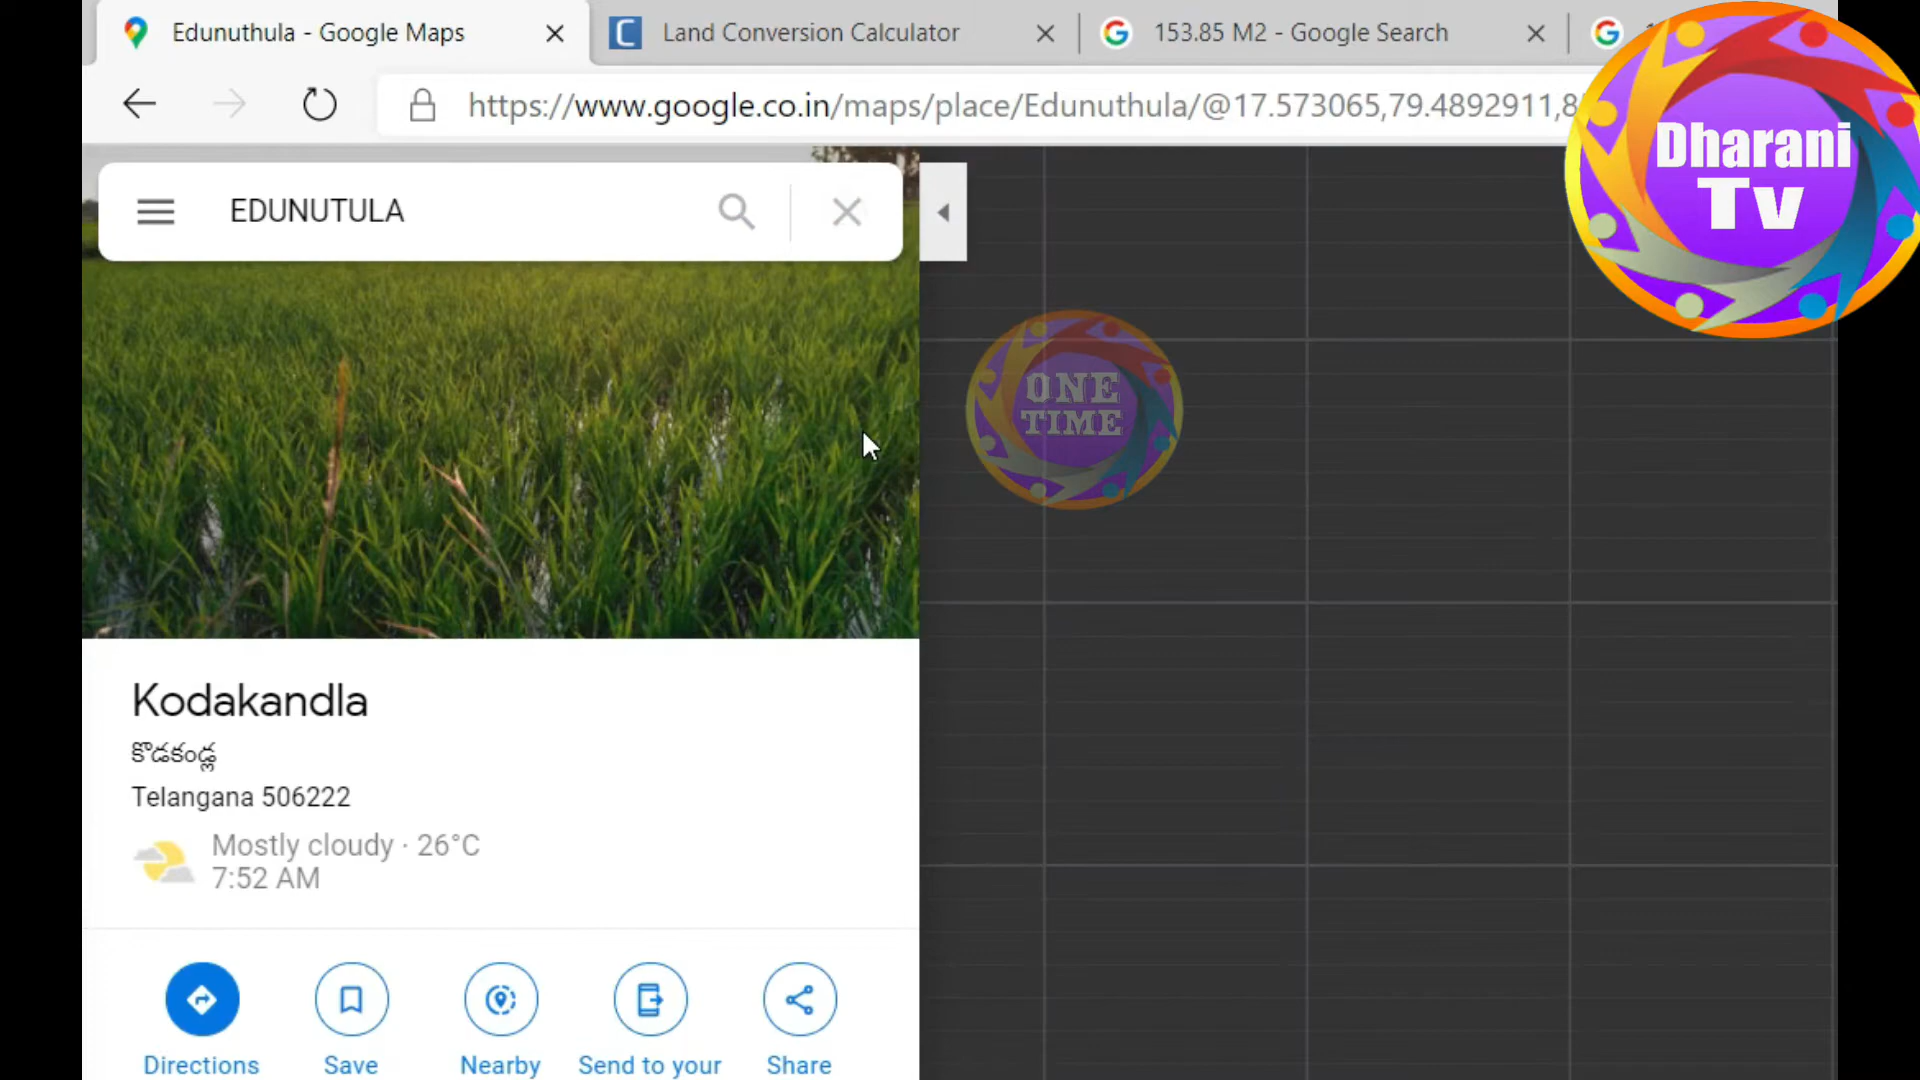 Edunuthula - Google Maps
Land Conversion Calculator
153.85 M2 - Google Search
https://www.google.co.in/maps/place/Edunuthula/@17.573065,79.4892911,8
Dharani
Tv
EDUNUTULA
ONE
TIME
Kodakandla
కొడకండ్ల
Telangana 506222
Mostly cloudy · 26°C
7:52 AM
Directions
Save
Nearby
Send to your
Share